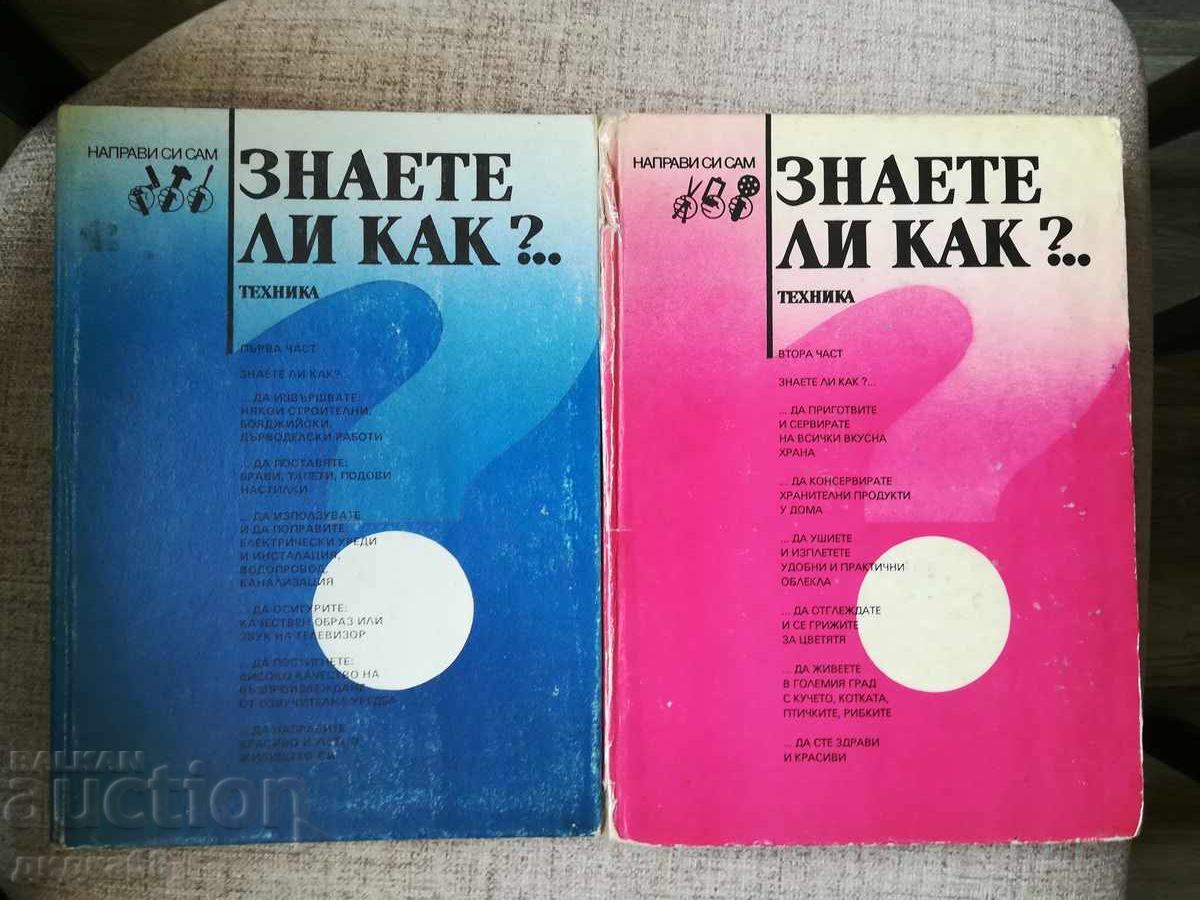 НАПРАВИ СИ САМ
ЗНАЕТЕ
ЛИ КАК?..
ТЕХНИКА
ПЪРВА ЧАСТ
ЗНАЕТЕ ЛИ КАК?...
... ДА ИЗВЪРШВАТЕ:
НЯКОИ СТРОИТЕЛНИ,
БОЯДЖИЙСКИ,
ДЪРВОДЕЛСКИ РАБОТИ
... ДА ПОСТАВЯТЕ:
БРАВИ, ТАПЕТИ, ПОДОВИ
НАСТИЛКИ
... ДА ИЗПОЛЗУВАТЕ
И ДА ПОПРАВИТЕ:
ЕЛЕКТРИЧЕСКИ УРЕДИ
И ИНСТАЛАЦИЯ,
ВОДОПРОВОД,
КАНАЛИЗАЦИЯ
... ДА ОСИГУРИТЕ:
КАЧЕСТВЕН ОБРАЗ ИЛИ
ЗВУК НА ТЕЛЕВИЗОР
... ДА ПОСТИГНЕТЕ:
ВИСОКО КАЧЕСТВО НА
ВЪЗПРОИЗВЕЖДАНЕ
ОТ ОЗВУЧИТЕЛНА УРЕДБА
... ДА НАПРАВИТЕ
КРАСИВО И
ЖИЛИЩЕТО СИ
НАПРАВИ СИ САМ
ЗНАЕТЕ
ЛИ КАК?..
ТЕХНИКА
ВТОРА ЧАСТ
ЗНАЕТЕ ЛИ КАК ?...
... ДА ПРИГОТВИТЕ
И СЕРВИРАТЕ
НА ВСИЧКИ ВКУСНА
ХРАНА
... ДА КОНСЕРВИРАТЕ
ХРАНИТЕЛНИ ПРОДУКТИ
У ДОМА
... ДА УШИЕТЕ
И ИЗПЛЕТЕТЕ
УДОБНИ И ПРАКТИЧНИ
ОБЛЕКЛА
... ДА ОТГЛЕЖДАТЕ
И СЕ ГРИЖИТЕ
ЗА ЦВЕТЯТА
... ДА ЖИВЕЕТЕ
В ГОЛЕМИЯ ГРАД
С КУЧЕТО, КОТКАТА,
ПТИЧКИТЕ, РИБКИТЕ
... ДА СТЕ ЗДРАВИ
И КРАСИВИ
BALKAN
auction